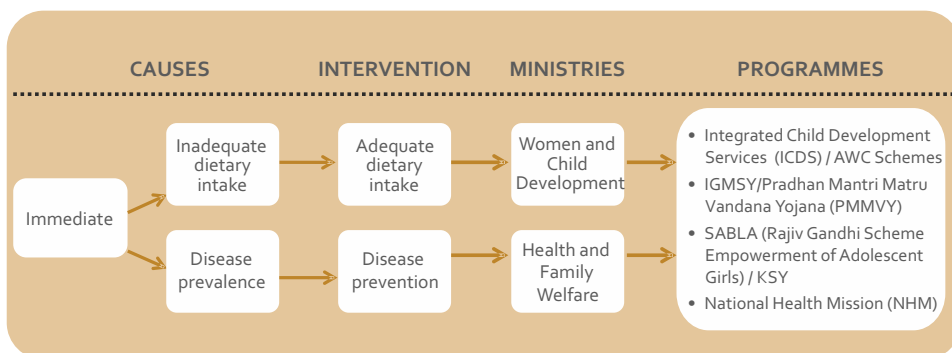 CAUSES INTERVENTION MINISTRIES PROGRAMMES
Immediate
Inadequate
dietary
intake
Adequate
dietary
intake
Women and
Child
Development
Disease
prevalence
Disease
prevention
Health and
Family
Welfare
• Integrated Child Development
Services (ICDS) / AWC Schemes
• IGMSY/Pradhan Mantri Matru
Vandana Yojana (PMMVY)
• SABLA (Rajiv Gandhi Scheme
Empowerment of Adolescent
Girls) / KSY
• National Health Mission (NHM)